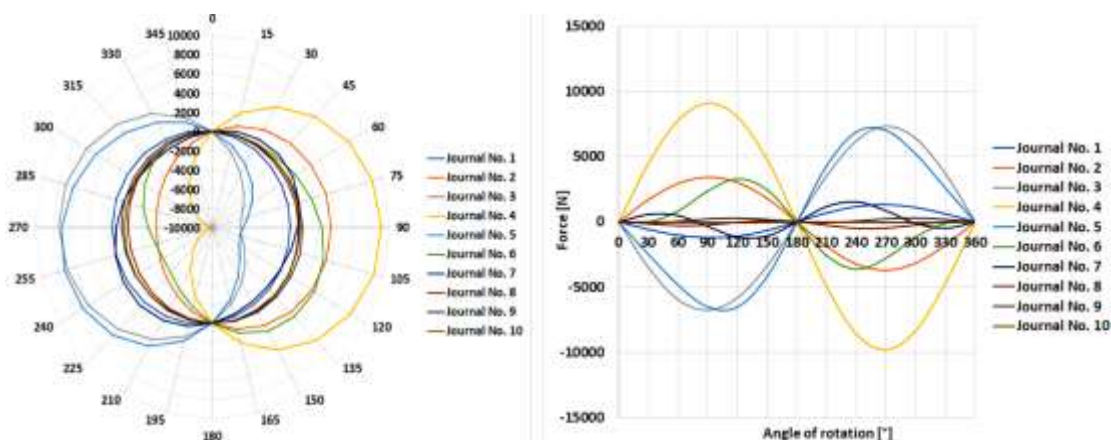 0
345
15
330
30
315
45
300
60
285
75
270
90
255
105
240
120
225
135
210
150
195
165
180
10000
8000
6000
4000
2000
0
-2000
-4000
-6000
-8000
-10000
Journal No. 1
Journal No. 2
Journal No. 3
Journal No. 4
Journal No. 5
Journal No. 6
Journal No. 7
Journal No. 8
Journal No. 9
Journal No. 10
15000
10000
5000
0
-5000
-10000
-15000
Force [N]
0 30 60 90 120 150 180 210 240 270 300 330 360
Angle of rotation [°]
Journal No. 1
Journal No. 2
Journal No. 3
Journal No. 4
Journal No. 5
Journal No. 6
Journal No. 7
Journal No. 8
Journal No. 9
Journal No. 10